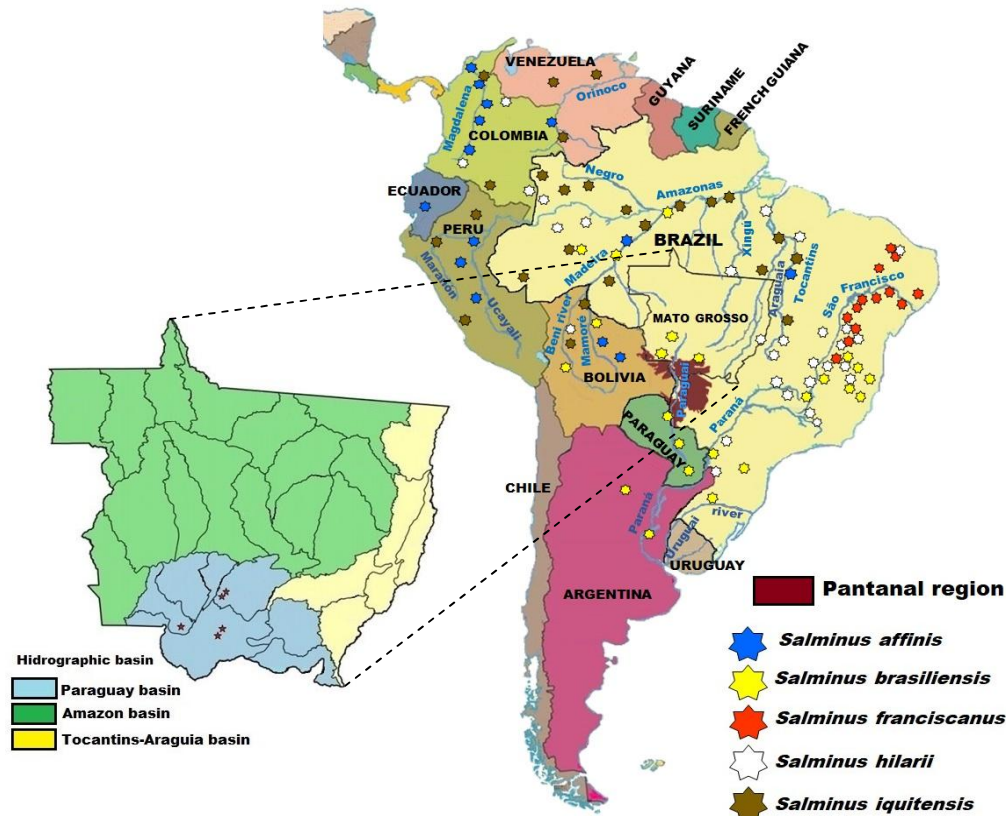 VENEZUELA
GUYANA
SURINAME
FRENCH GUIANA
Orinoco
Magdalena
COLOMBIA
Negro
Amazonas
ECUADOR
PERU
BRAZIL
Xingú
Marañón
Ucayali
Madeira
Araguaia
Tocantins
São Francisco
Beni river
Mamoré
MATO GROSSO
BOLIVIA
Paraguai
Paraná
PARAGUAY
CHILE
Paraná
Uruguai
river
URUGUAY
ARGENTINA
Hidrographic basin
Paraguay basin
Amazon basin
Tocantins-Araguia basin
Pantanal region
Salminus affinis
Salminus brasiliensis
Salminus franciscanus
Salminus hilarii
Salminus iquitensis